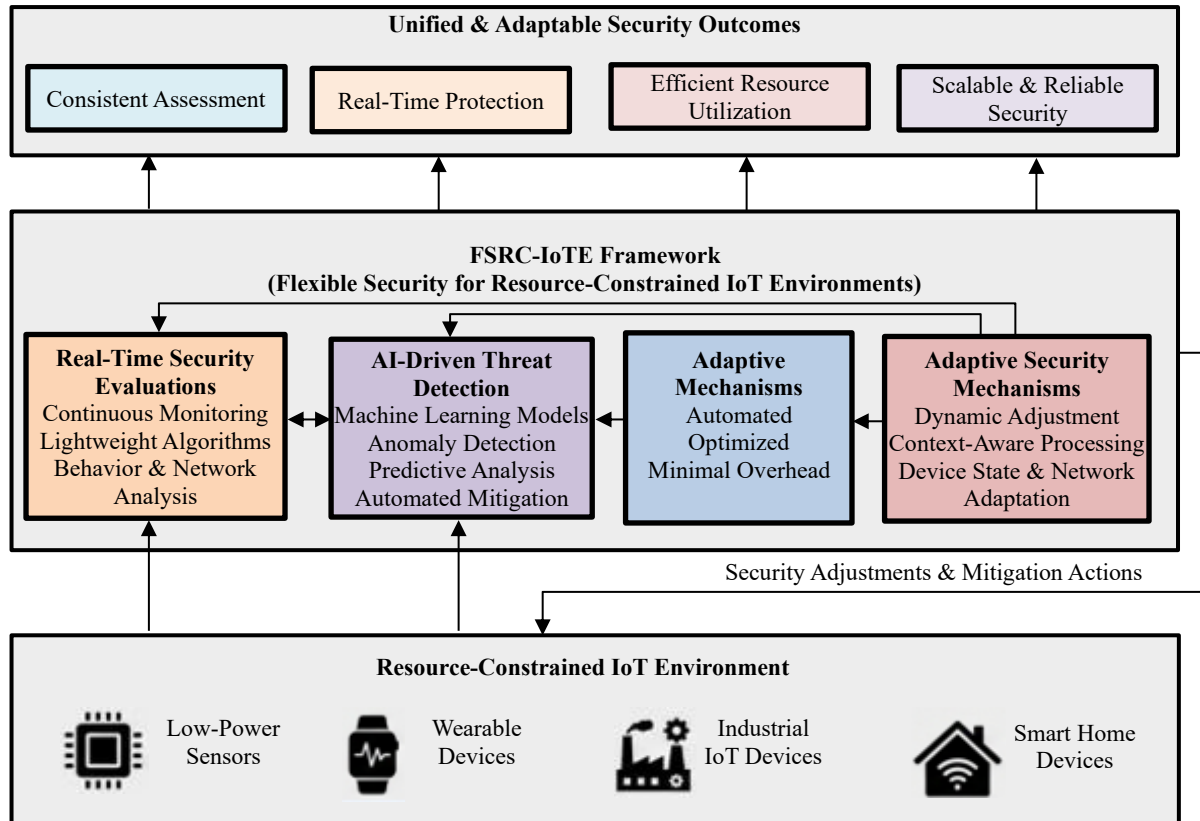 Unified & Adaptable Security Outcomes
Consistent Assessment
Real-Time Protection
Efficient Resource
Utilization
Scalable & Reliable
Security
FSRC-IoTE Framework
(Flexible Security for Resource-Constrained IoT Environments)
Real-Time Security
Evaluations
Continuous Monitoring
Lightweight Algorithms
Behavior & Network
Analysis
AI-Driven Threat
Detection
Machine Learning Models
Anomaly Detection
Predictive Analysis
Automated Mitigation
Adaptive
Mechanisms
Automated
Optimized
Minimal Overhead
Adaptive Security
Mechanisms
Dynamic Adjustment
Context-Aware Processing
Device State & Network
Adaptation
Security Adjustments & Mitigation Actions
Resource-Constrained IoT Environment
Low-Power
Sensors
Wearable
Devices
Industrial
IoT Devices
Smart Home
Devices